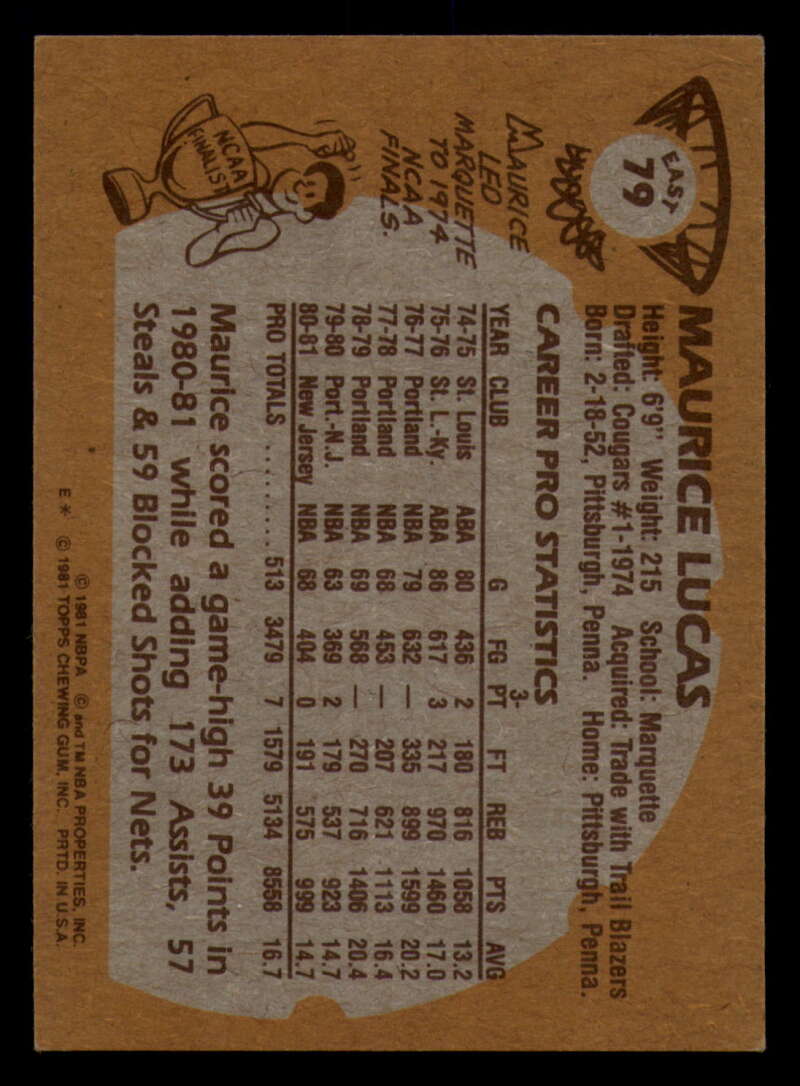 EAST
79
MAURICE LUCAS
Height: 6'9" Weight: 215 School: Marquette
Drafted: Cougars #1-1974 Acquired: Trade with Trail Blazers
Born: 2-18-52, Pittsburgh, Penna. Home: Pittsburgh, Penna.
MAURICE
LED
MARQUETTE
TO 1974
NCAA
FINALS.
NCAA
FINALIST
CAREER PRO STATISTICS
YEAR CLUB G FG 3-PT FT REB PTS AVG
74-75 St. Louis ABA 80 436 2 180 816 1058 13.2
75-76 St. L.-Ky. ABA 86 617 3 217 970 1460 17.0
76-77 Portland NBA 79 632 — 335 899 1599 20.2
77-78 Portland NBA 68 453 — 207 621 1113 16.4
78-79 Portland NBA 69 568 — 270 716 1406 20.4
79-80 Port.-N.J. NBA 63 369 2 179 537 923 14.7
80-81 New Jersey NBA 68 404 0 191 575 999 14.7
PRO TOTALS .......... 513 3479 7 1579 5134 8558 16.7
Maurice scored a game-high 39 Points in
1980-81 while adding 173 Assists, 57
Steals & 59 Blocked Shots for Nets.
© 1981 NBPA © and TM NBA PROPERTIES, INC.
E* © 1981 TOPPS CHEWING GUM, INC. PRTD. IN U.S.A.